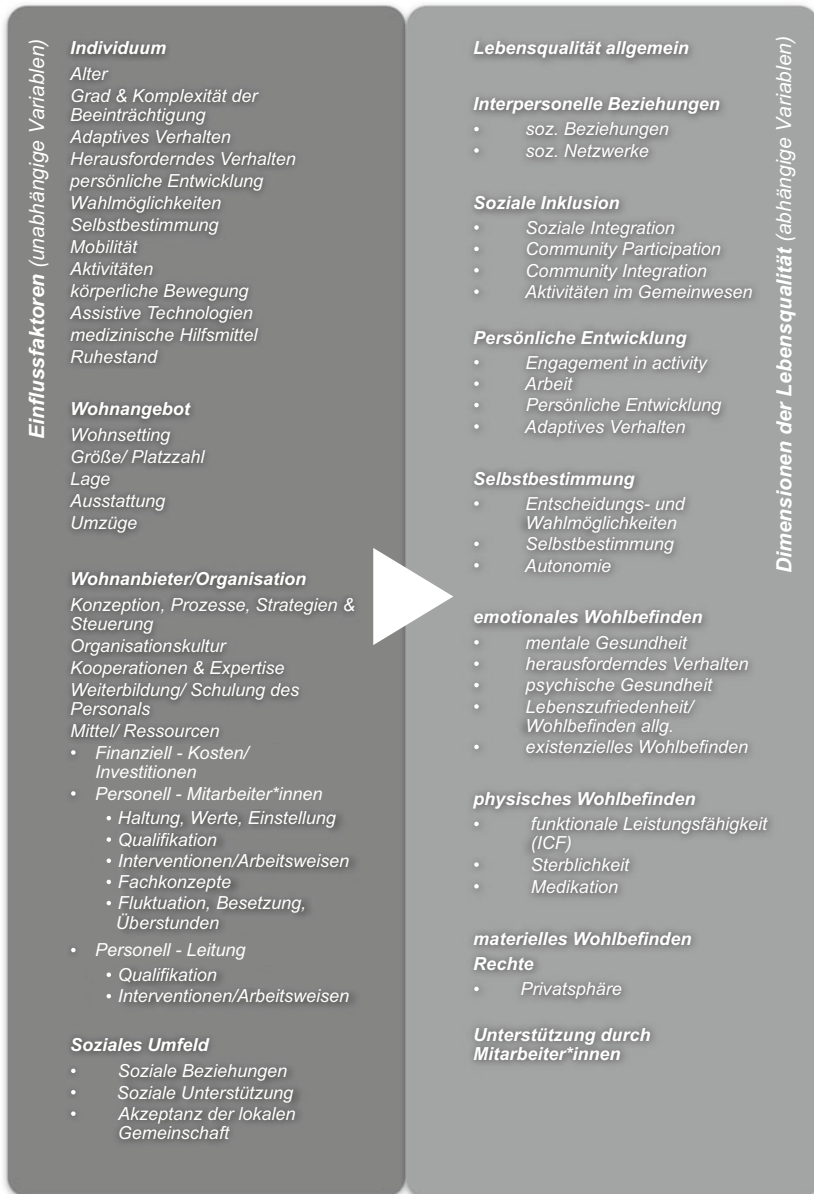 Einflussfaktoren (unabhängige Variablen)
Individuum
Alter
Grad & Komplexität der
Beeinträchtigung
Adaptives Verhalten
Herausforderndes Verhalten
persönliche Entwicklung
Wahlmöglichkeiten
Selbstbestimmung
Mobilität
Aktivitäten
körperliche Bewegung
Assistive Technologien
medizinische Hilfsmittel
Ruhestand
Wohnangebot
Wohnsetting
Größe/ Platzzahl
Lage
Ausstattung
Umzüge
Wohnanbieter/Organisation
Konzeption, Prozesse, Strategien &
Steuerung
Organisationskultur
Kooperationen & Expertise
Weiterbildung/ Schulung des
Personals
Mittel/ Ressourcen
• Finanziell - Kosten/
Investitionen
• Personell - Mitarbeiter*innen
• Haltung, Werte, Einstellung
• Qualifikation
• Interventionen/Arbeitsweisen
• Fachkonzepte
• Fluktuation, Besetzung,
Überstunden
• Personell - Leitung
• Qualifikation
• Interventionen/Arbeitsweisen
Soziales Umfeld
• Soziale Beziehungen
• Soziale Unterstützung
• Akzeptanz der lokalen
Gemeinschaft
Dimensionen der Lebensqualität (abhängige Variablen)
Lebensqualität allgemein
Interpersonelle Beziehungen
• soz. Beziehungen
• soz. Netzwerke
Soziale Inklusion
• Soziale Integration
• Community Participation
• Community Integration
• Aktivitäten im Gemeinwesen
Persönliche Entwicklung
• Engagement in activity
• Arbeit
• Persönliche Entwicklung
• Adaptives Verhalten
Selbstbestimmung
• Entscheidungs- und
Wahlmöglichkeiten
• Selbstbestimmung
• Autonomie
emotionales Wohlbefinden
• mentale Gesundheit
• herausforderndes Verhalten
• psychische Gesundheit
• Lebenszufriedenheit/
Wohlbefinden allg.
• existenzielles Wohlbefinden
physisches Wohlbefinden
• funktionale Leistungsfähigkeit
(ICF)
• Sterblichkeit
• Medikation
materielles Wohlbefinden
Rechte
• Privatsphäre
Unterstützung durch
Mitarbeiter*innen